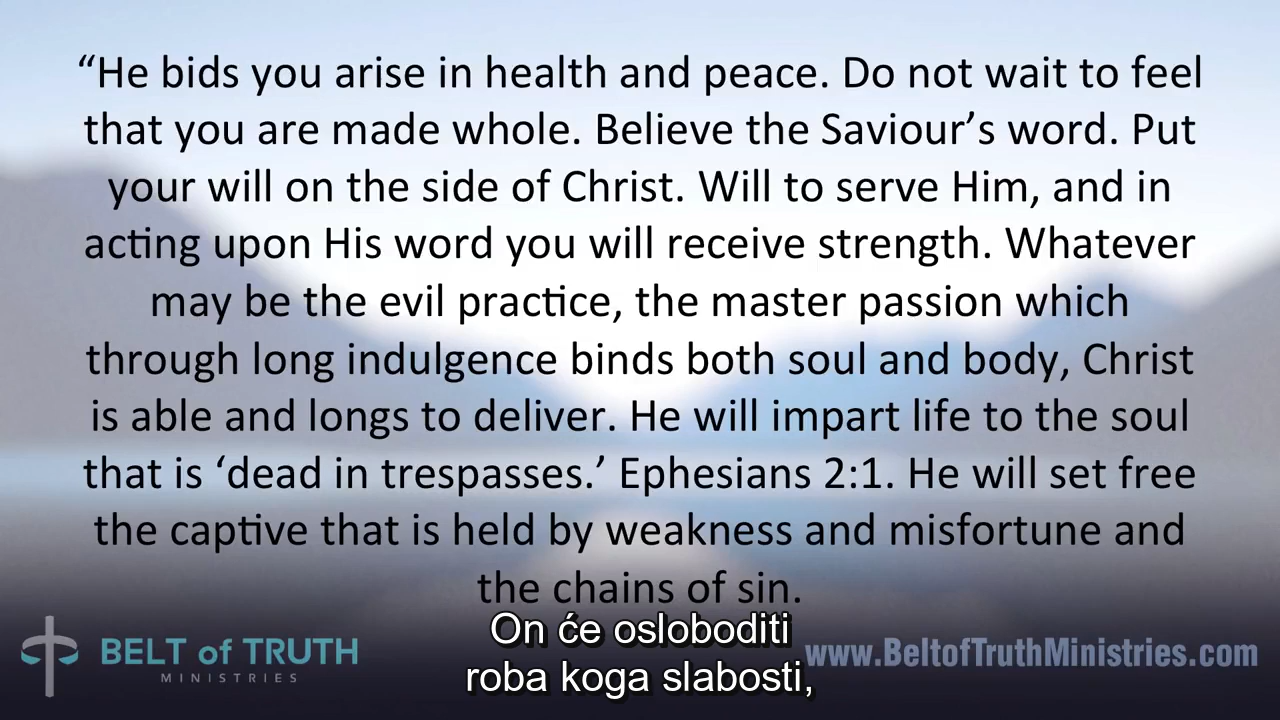 “He bids you arise in health and peace. Do not wait to feel
that you are made whole. Believe the Saviour’s word. Put
your will on the side of Christ. Will to serve Him, and in
acting upon His word you will receive strength. Whatever
may be the evil practice, the master passion which
through long indulgence binds both soul and body, Christ
is able and longs to deliver. He will impart life to the soul
that is ‘dead in trespasses.’ Ephesians 2:1. He will set free
the captive that is held by weakness and misfortune and
the chains of sin.
On će osloboditi
roba koga slabosti,
BELT of TRUTH
MINISTRIES
www.BeltofTruthMinistries.com